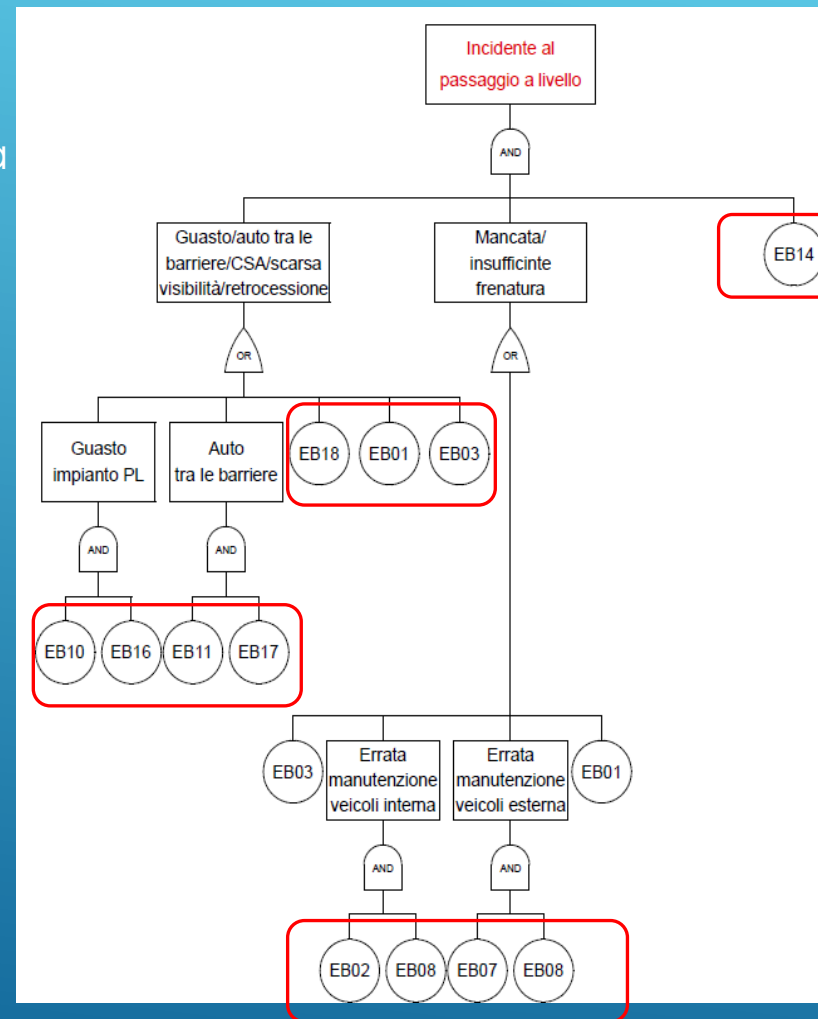 Incidente al
passaggio a livello
AND
a
Guasto/auto tra le
barriere/CSA/scarsa
visibilità/retrocessione
Mancata/
insufficinte
frenatura
EB14
OR
OR
Guasto
impianto PL
Auto
tra le barriere
EB18
EB01
EB03
AND
AND
EB10
EB16
EB11
EB17
EB03
Errata
manutenzione
veicoli interna
Errata
manutenzione
veicoli esterna
EB01
AND
AND
EB02
EB08
EB07
EB08